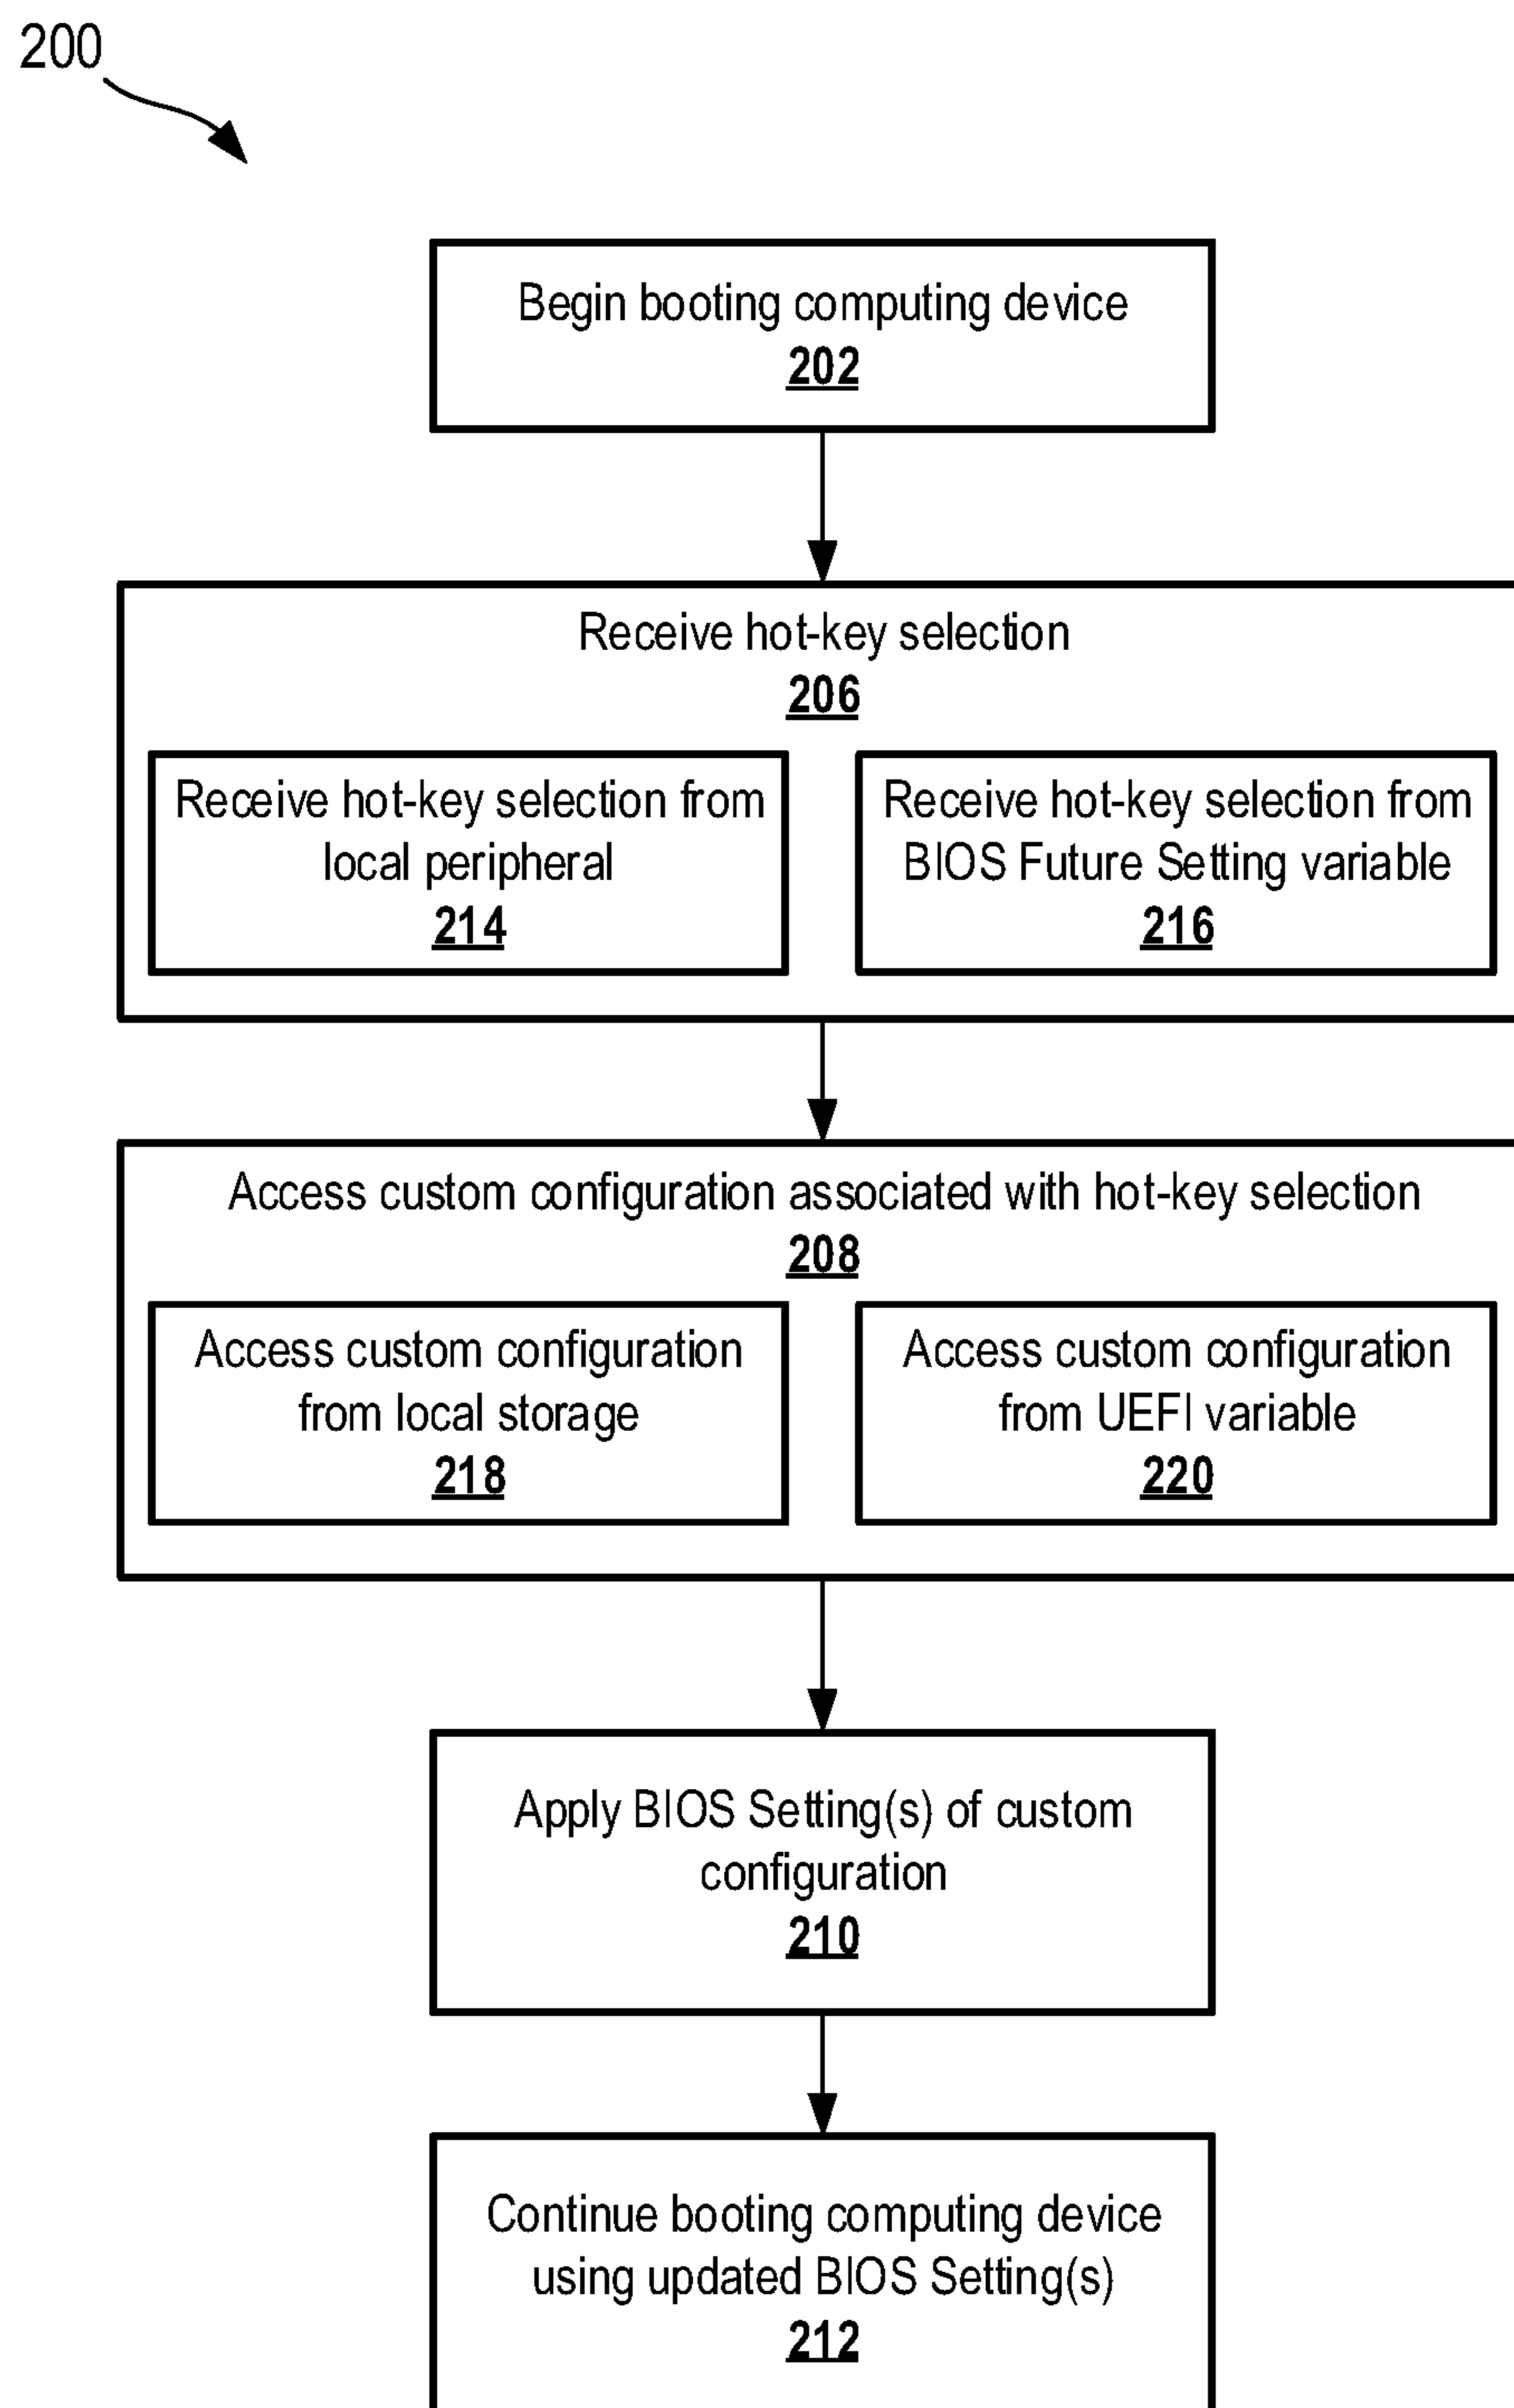 200
Begin booting computing device
202
Receive hot-key selection
206
Receive hot-key selection from
local peripheral
214
Receive hot-key selection from
BIOS Future Setting variable
216
Access custom configuration associated with hot-key selection
208
Access custom configuration
from local storage
218
Access custom configuration
from UEFI variable
220
Apply BIOS Setting(s) of custom
configuration
210
Continue booting computing device
using updated BIOS Setting(s)
212